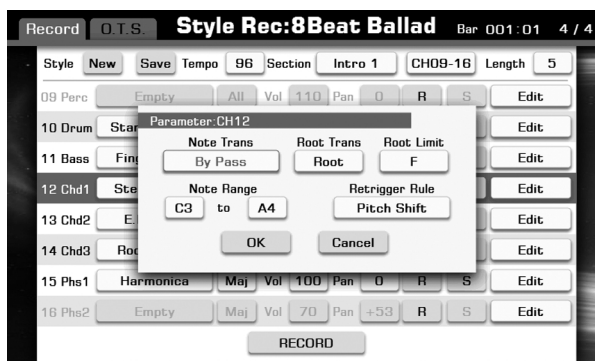 Record O.T.S. Style Rec:8Beat Ballad Bar 001:01 4/4
Style New Save Tempo 96 Section Intro 1 CH09-16 Length 5
09 Perc Empty All Vol 110 Pan 0 R S Edit
Parameter:CH12
10 Drum Edit
Note Trans Root Trans Root Limit
11 Bass By Pass Root F Edit
12 Chd1 Edit
Note Range Retrigger Rule
13 Chd2 C3 to A4 Pitch Shift Edit
14 Chd3 OK Cancel Edit
15 Phs1 Harmonica Maj Vol 100 Pan 0 R S Edit
16 Phs2 Empty Maj Vol 70 Pan +53 R S Edit
RECORD